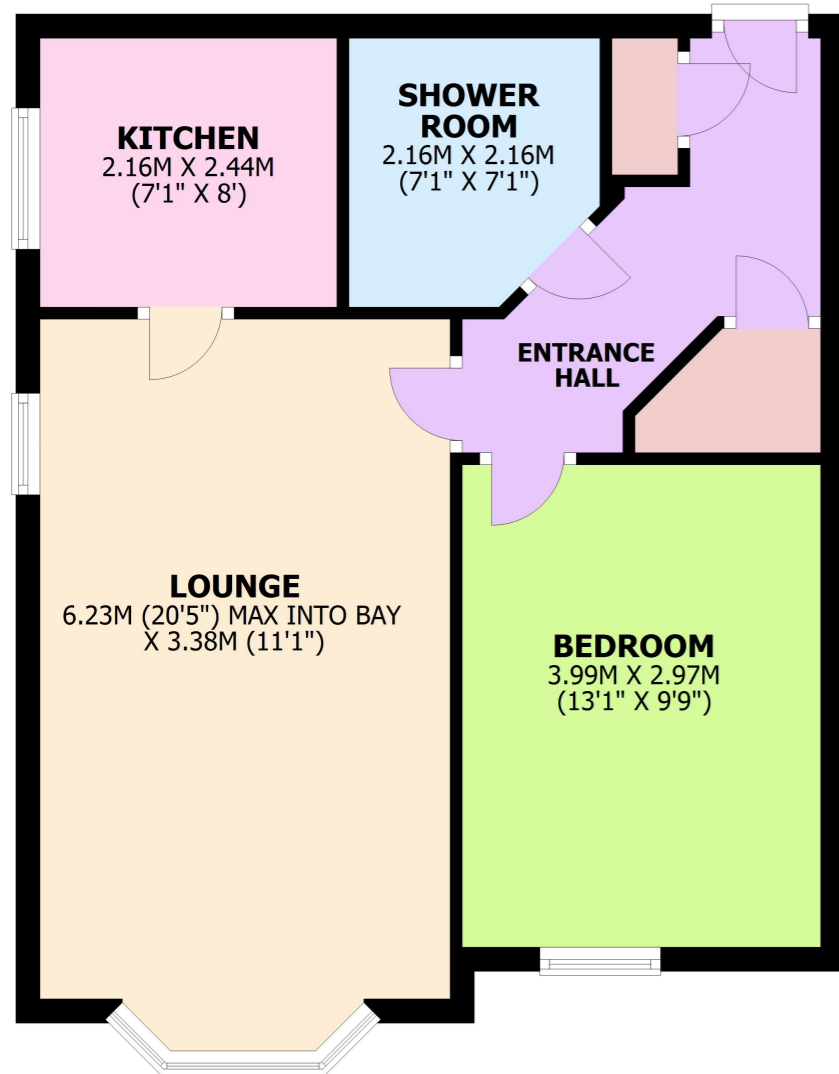 KITCHEN
2.16M X 2.44M
(7'1" X 8')
SHOWER
ROOM
2.16M X 2.16M
(7'1" X 7'1")
ENTRANCE
HALL
LOUNGE
6.23M (20'5") MAX INTO BAY
X 3.38M (11'1")
BEDROOM
3.99M X 2.97M
(13'1" X 9'9")